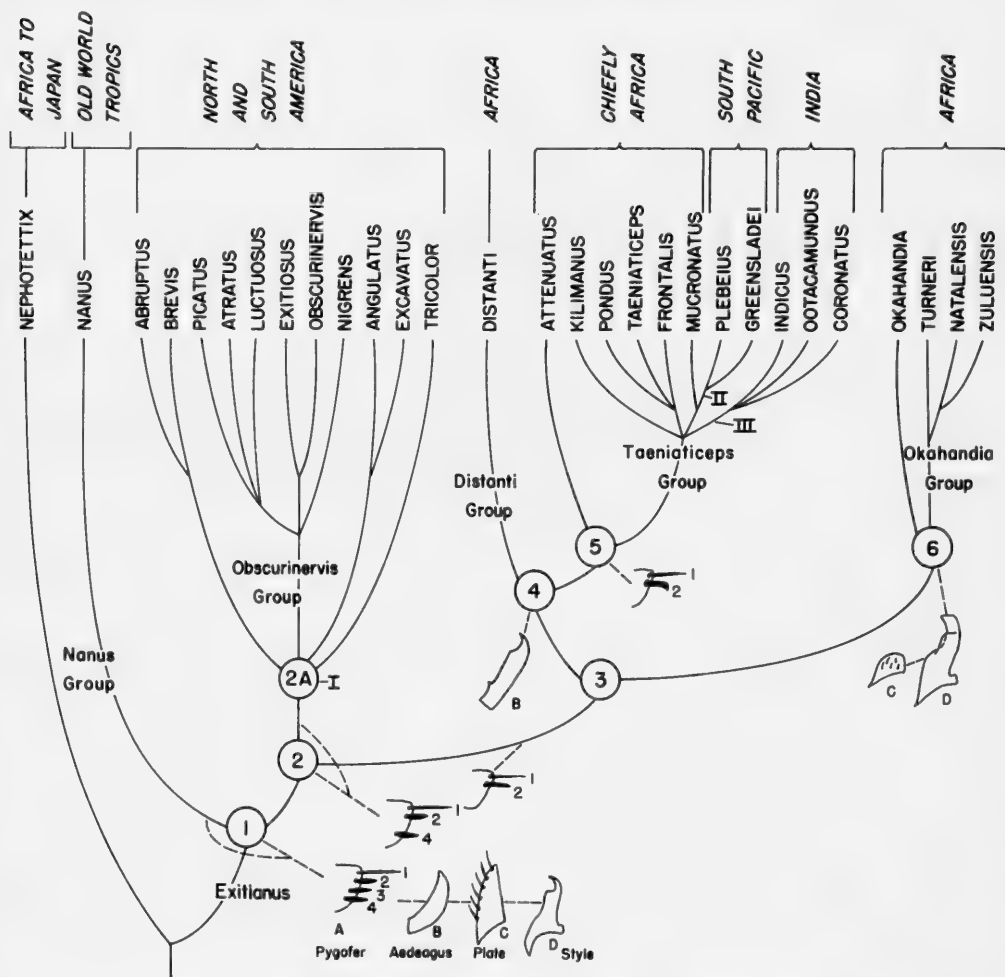 AFRICA TO
JAPAN
OLD WORLD
TROPICS
NORTH
AND
SOUTH
AMERICA
AFRICA
CHIEFLY
AFRICA
SOUTH
PACIFIC
INDIA
AFRICA
NEPHOTETTIX
NANUS
ABRUPTUS
BREVIS
PICATUS
ATRATUS
LUCTUOSUS
EXITIOSUS
OBSCURINERVIS
NIGRENS
ANGULATUS
EXCAVATUS
TRICOLOR
DISTANTI
ATTENUATUS
KILIMANUS
PONDUS
TAENIATICEPS
FRONTALIS
MUCRONATUS
PLEBEIUS
GREENSLADEI
INDICUS
OOTACAMUNDUS
CORONATUS
OKAHANDIA
TURNERI
NATALENSIS
ZULUENSIS
II
III
Taeniaticeps
Group
Okahandia
Group
Distanti
Group
5
6
1
2
Obscurinervis
Group
4
Nanus
Group
2A
I
3
B
C
D
2
1
2
1
2
4
1
Exitianus
1
2
3
4
A
B
C
D
Pygofer
Aedeagus
Plate
Style